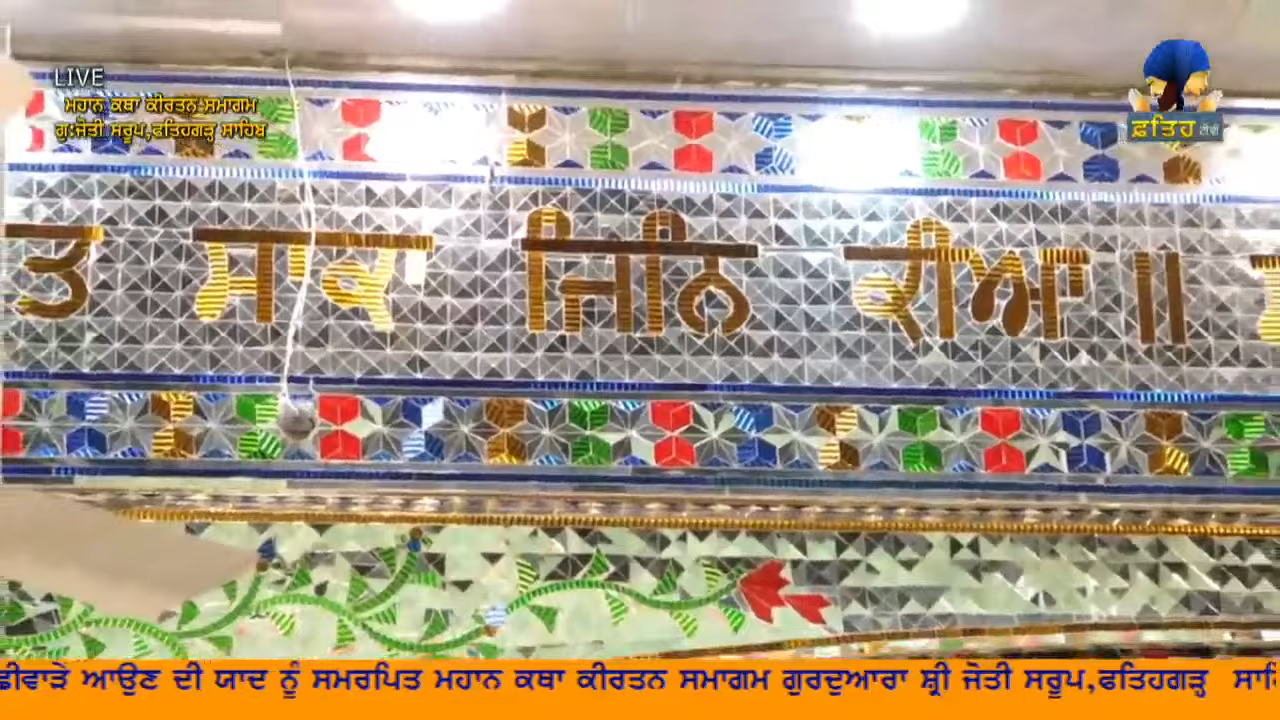 LIVE
ਮਹਾਨ ਕਥਾ ਕੀਰਤਨ ਸਮਾਗਮ
ਗੁ:ਜੋਤੀ ਸਰੂਪ,ਫਤਿਹਗੜ੍ਹ ਸਾਹਿਬ
ਫ਼ਤਿਹ ਟੀਵੀ
ਸਾਕਾ ਜਿਨਿ ਕੀਆ ॥
ਆਉਣ ਦੀ ਯਾਦ ਨੂੰ ਸਮਰਪਿਤ ਮਹਾਨ ਕਥਾ ਕੀਰਤਨ ਸਮਾਗਮ ਗੁਰਦੁਆਰਾ ਸ਼੍ਰੀ ਜੋਤੀ ਸਰੂਪ,ਫਤਿਹਗੜ੍ਹ